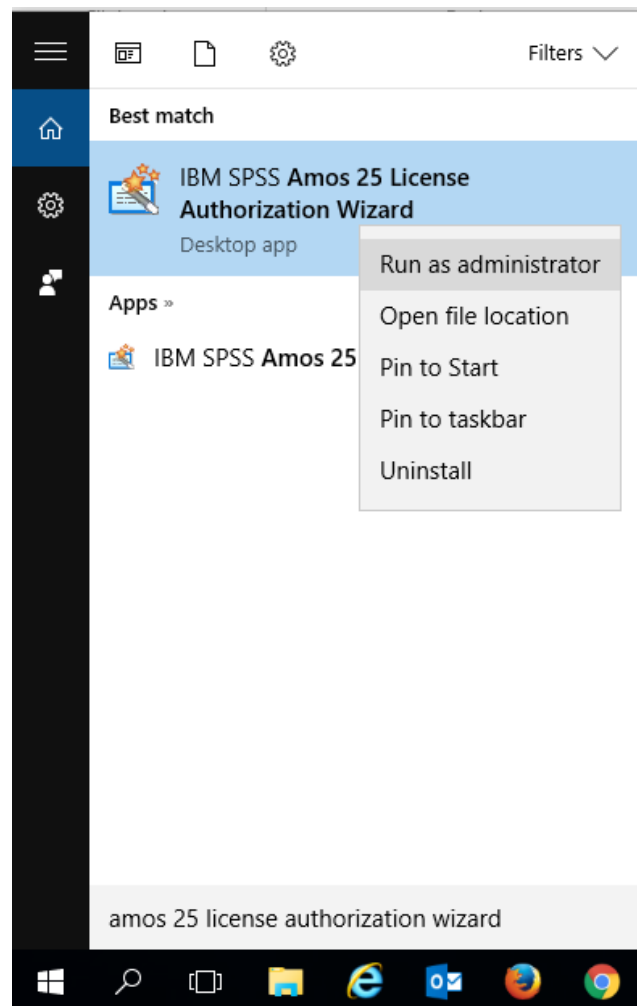 Filters
Best match
IBM SPSS Amos 25 License
Authorization Wizard
Desktop app
Run as administrator
Open file location
Pin to Start
Pin to taskbar
Uninstall
Apps »
IBM SPSS Amos 25
amos 25 license authorization wizard